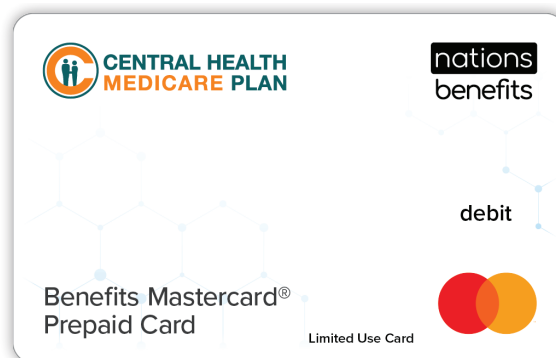 CENTRAL HEALTH
MEDICARE PLAN
nations
benefits
debit
Benefits Mastercard®
Prepaid Card
Limited Use Card